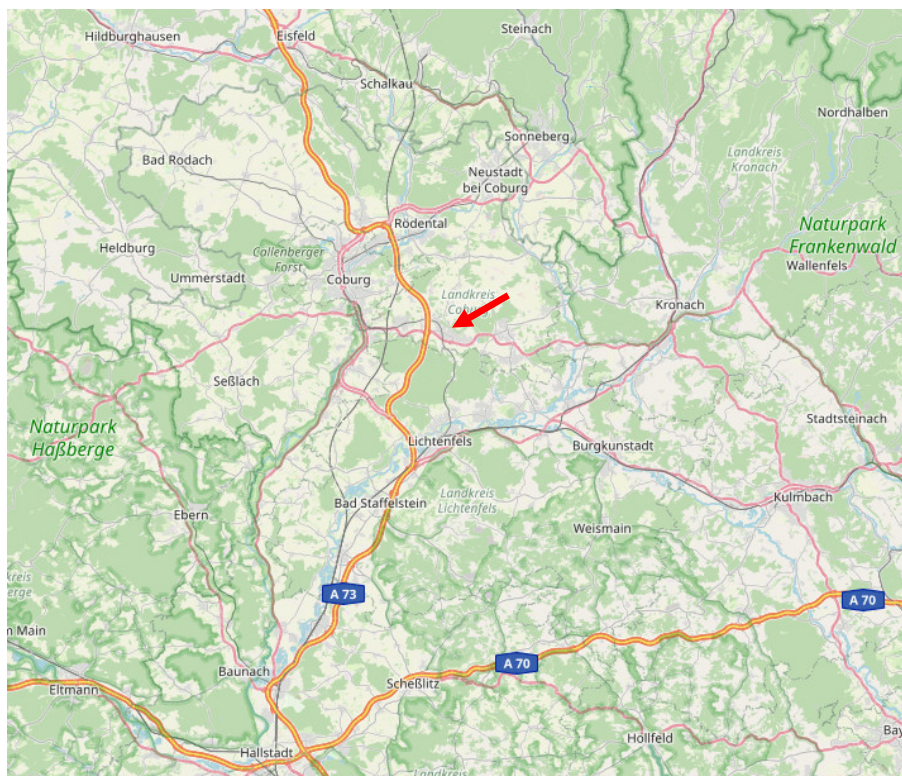 Hildburghausen
Eisfeld
Steinach
Schalkau
Nordhalben
Sonneberg
Bad Rodach
Landkreis
Kronach
Neustadt
bei Coburg
Rödental
Naturpark
Frankenwald
Heldburg
Callenberger
Forst
Wallenfels
Ummerstadt
Coburg
Landkreis
Kronach
Seßlach
Naturpark
Haßberge
Stadtsteinach
Lichtenfels
Burgkunstadt
Landkreis
Lichtenfels
Kulmbach
Bad Staffelstein
Ebern
Weismain
A 73
A 70
m Main
Baunach
A 70
Eltmann
Scheßlitz
Hollfeld
Hallstadt
Landkreis